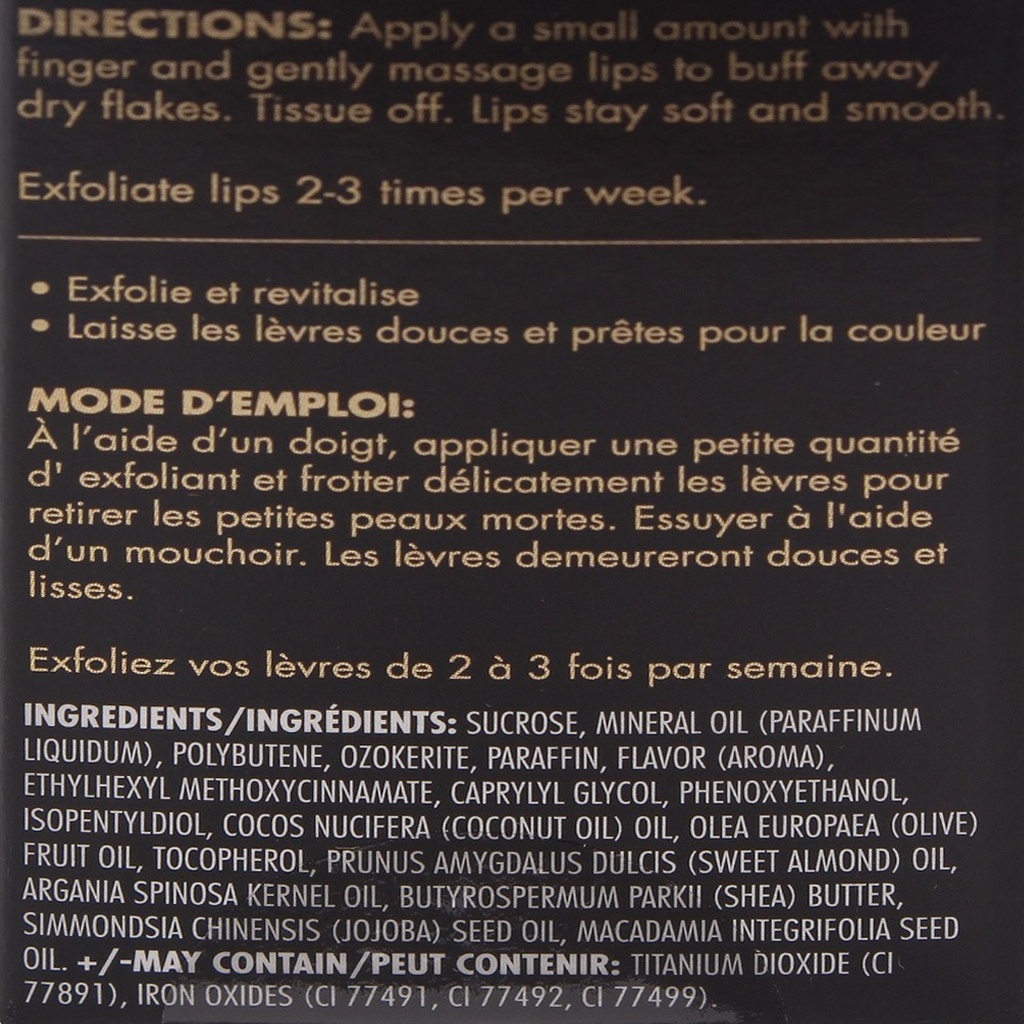 DIRECTIONS: Apply a small amount with
finger and gently massage lips to buff away
dry flakes. Tissue off. Lips stay soft and smooth.
Exfoliate lips 2-3 times per week.
• Exfolie et revitalise
• Laisse les lèvres douces et prêtes pour la couleur
MODE D'EMPLOI:
À l'aide d'un doigt, appliquer une petite quantité
d' exfoliant et frotter délicatement les lèvres pour
retirer les petites peaux mortes. Essuyer à l'aide
d'un mouchoir. Les lèvres demeureront douces et
lisses.
Exfoliez vos lèvres de 2 à 3 fois par semaine.
INGREDIENTS/INGRÉDIENTS: SUCROSE, MINERAL OIL (PARAFFINUM
LIQUIDUM), POLYBUTENE, OZOKERITE, PARAFFIN, FLAVOR (AROMA),
ETHYLHEXYL METHOXYCINNAMATE, CAPRYLYL GLYCOL, PHENOXYETHANOL,
ISOPENTYLDIOL, COCOS NUCIFERA (COCONUT OIL) OIL, OLEA EUROPAEA (OLIVE)
FRUIT OIL, TOCOPHEROL, PRUNUS AMYGDALUS DULCIS (SWEET ALMOND) OIL,
ARGANIA SPINOSA KERNEL OIL, BUTYROSPERMUM PARKII (SHEA) BUTTER,
SIMMONDSIA CHINENSIS (JOJOBA) SEED OIL, MACADAMIA INTEGRIFOLIA SEED
OIL. +/-MAY CONTAIN/PEUT CONTENIR: TITANIUM DIOXIDE (CI
77891), IRON OXIDES (CI 77491, CI 77492, CI 77499).